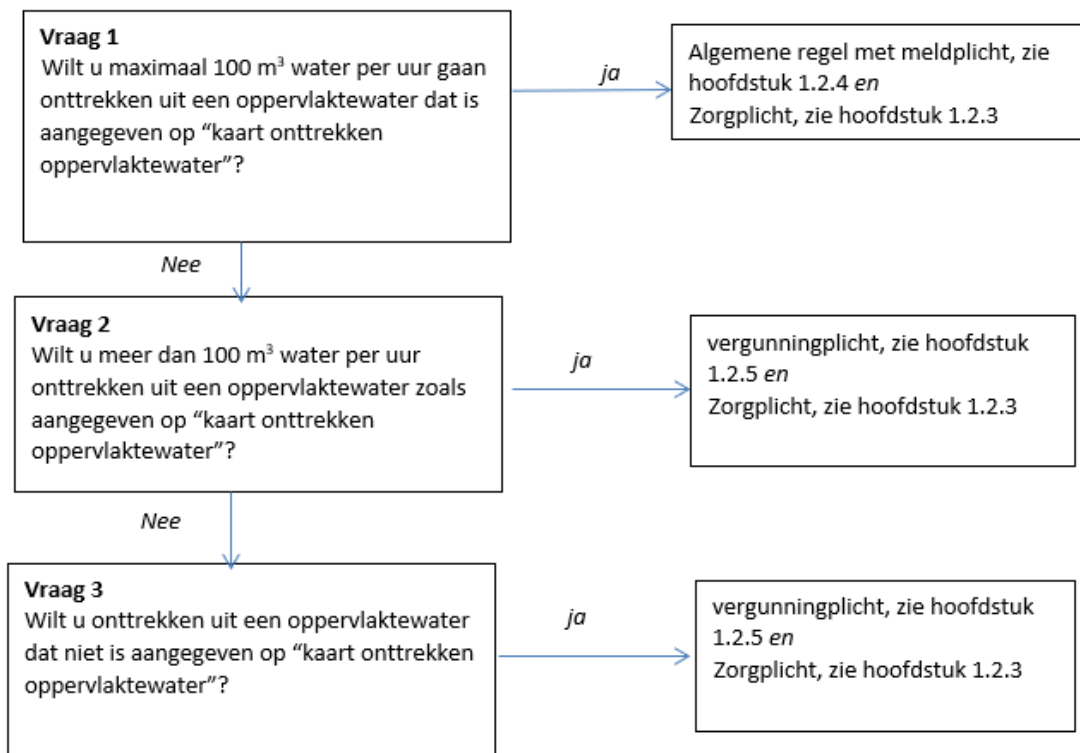 Vraag 1
Wilt u maximaal 100 m³ water per uur gaan
onttrekken uit een oppervlaktewater dat is
aangegeven op “kaart onttrekken
oppervlaktewater”?
ja
Algemene regel met meldplicht, zie
hoofdstuk 1.2.4 en
Zorgplicht, zie hoofdstuk 1.2.3
Nee
Vraag 2
Wilt u meer dan 100 m³ water per uur
onttrekken uit een oppervlaktewater zoals
aangegeven op “kaart onttrekken
oppervlaktewater”?
ja
vergunningplicht, zie hoofdstuk
1.2.5 en
Zorgplicht, zie hoofdstuk 1.2.3
Nee
Vraag 3
Wilt u onttrekken uit een oppervlaktewater
dat niet is aangegeven op “kaart onttrekken
oppervlaktewater”?
ja
vergunningplicht, zie hoofdstuk
1.2.5 en
Zorgplicht, zie hoofdstuk 1.2.3